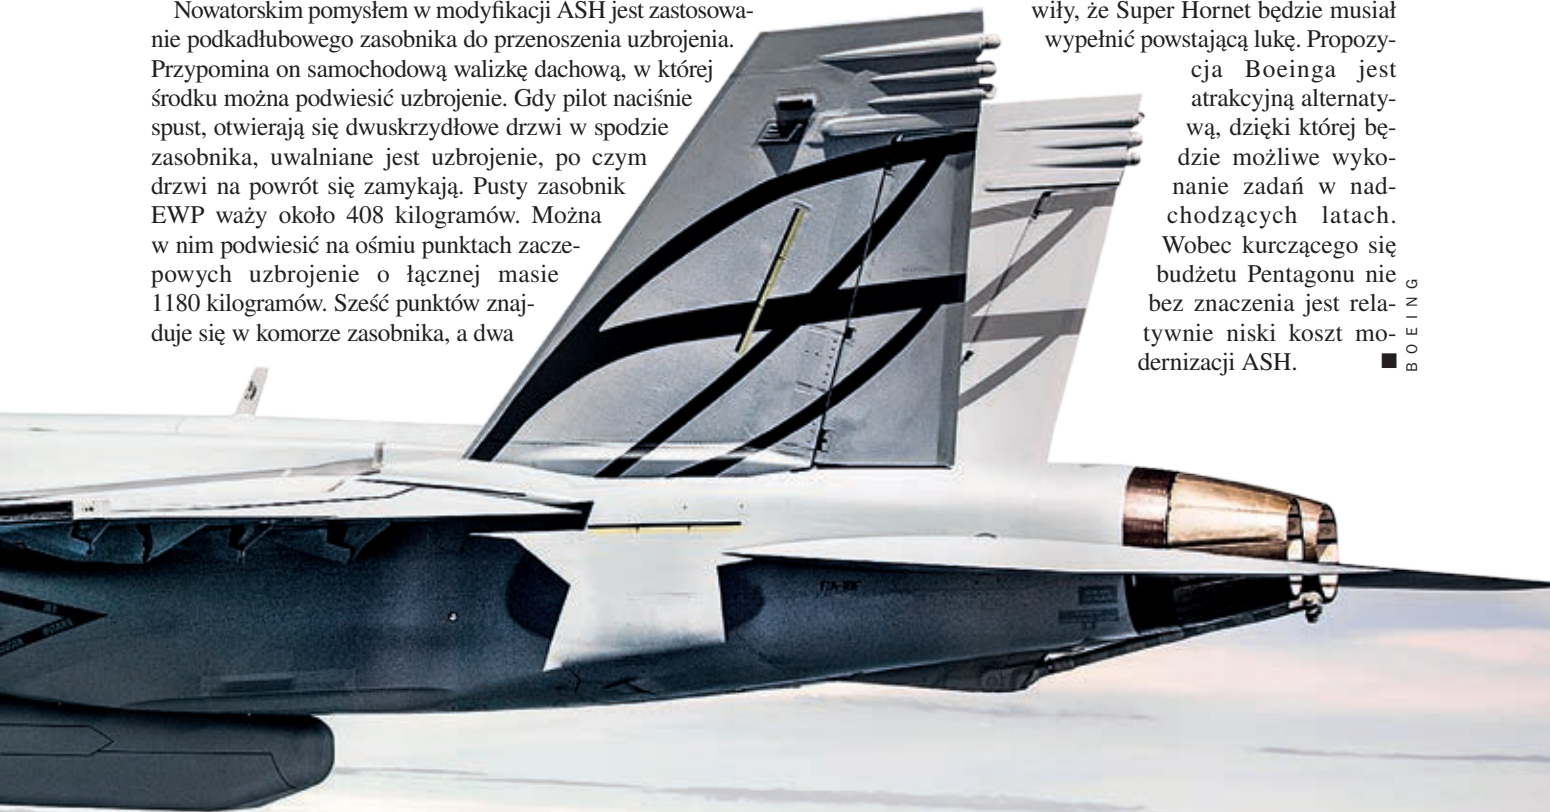 Nowatorskim pomysłem w modyfikacji ASH jest zastosowa-
nie podkadłubowego zasobnika do przenoszenia uzbrojenia.
Przypomina on samochodową walizkę dachową, w której
środku można podwiesić uzbrojenie. Gdy pilot naciśnie
spust, otwierają się dwuskrzydłowe drzwi w spodzie
zasobnika, uwalniane jest uzbrojenie, po czym
drzwi na powrót się zamykają. Pusty zasobnik
EWP waży około 408 kilogramów. Można
w nim podwiesić na ośmiu punktach zacze-
powych uzbrojenie o łącznej masie
1180 kilogramów. Sześć punktów znaj-
duje się w komorze zasobnika, a dwa
wiły, że Super Hornet będzie musiał
wypełnić powstającą lukę. Propozy-
cja Boeinga jest
atrakcyjną alternaty-
wą, dzięki której bę-
dzie możliwe wyko-
nanie zadań w nad-
chodzących latach.
Wobec kurczącego się
budżetu Pentagonu nie
bez znaczenia jest rela-
tywnie niski koszt mo-
dernizacji ASH. ■
BOEING
F/A-18F